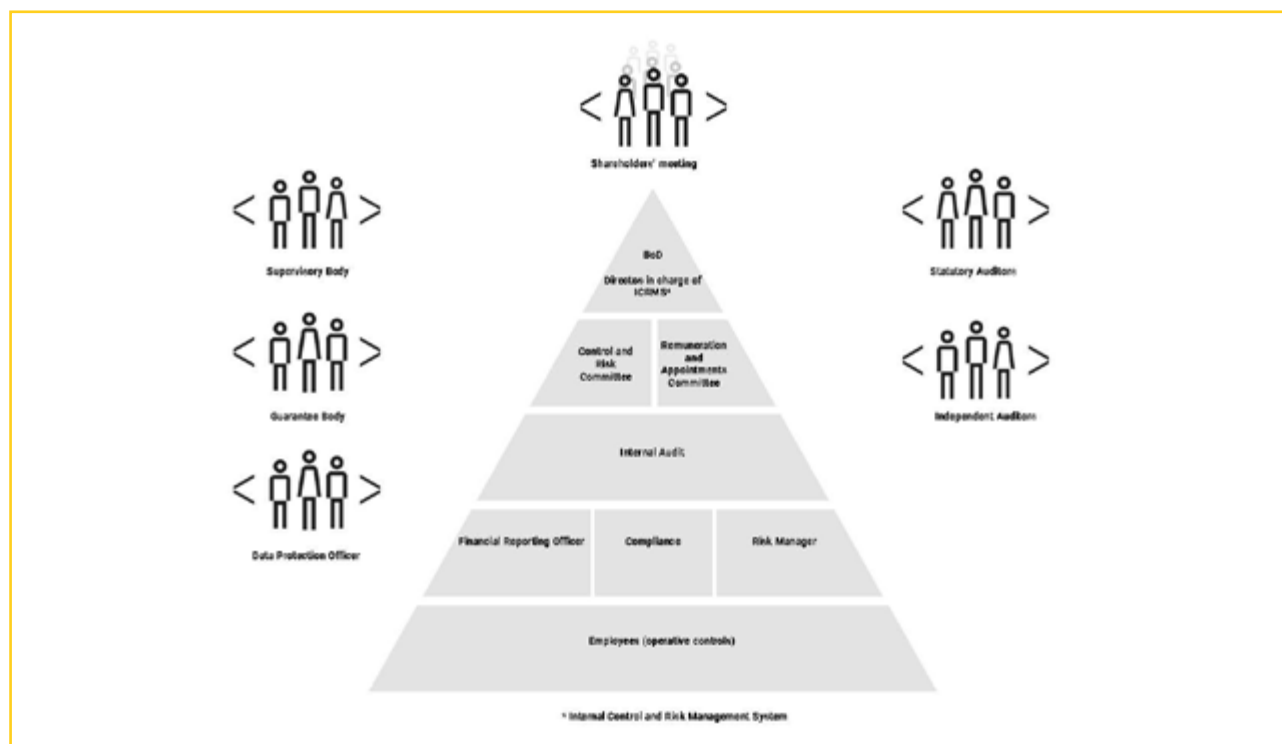 Shareholders' meeting
Supervisory Body
Statutory Auditors
BoD
Directors in charge of
ICRMS*
Guarantee Body
Control and
Risk
Committee
Remuneration
and
Appointments
Committee
Independent Auditors
Internal Audit
Data Protection Officer
Financial Reporting Officer
Compliance
Risk Manager
Employees (operative controls)
* Internal Control and Risk Management System